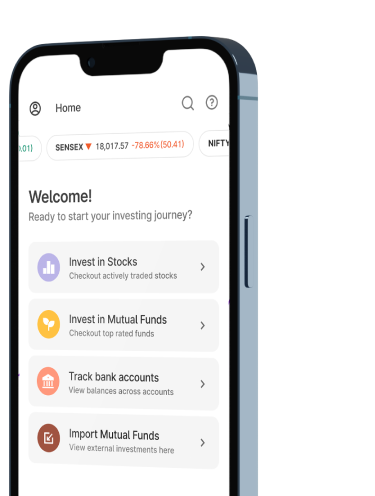 Home
9.01) SENSEX ▼ 18,017.57 -78.66%(50.41) NIFTY
Welcome!
Ready to start your investing journey?
Invest in Stocks
Checkout actively traded stocks
Invest in Mutual Funds
Checkout top rated funds
Track bank accounts
View balances across accounts
Import Mutual Funds
View external investments here